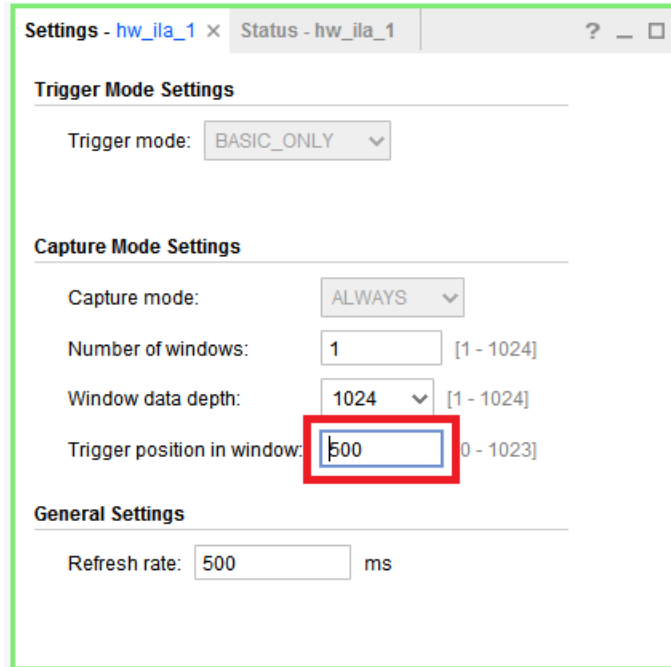 Settings - hw_ila_1 × Status - hw_ila_1 ?
Trigger Mode Settings
Trigger mode: BASIC_ONLY
Capture Mode Settings
Capture mode: ALWAYS
Number of windows: 1 [1 - 1024]
Window data depth: 1024 [1 - 1024]
Trigger position in window: 500 0 - 1023]
General Settings
Refresh rate: 500 ms